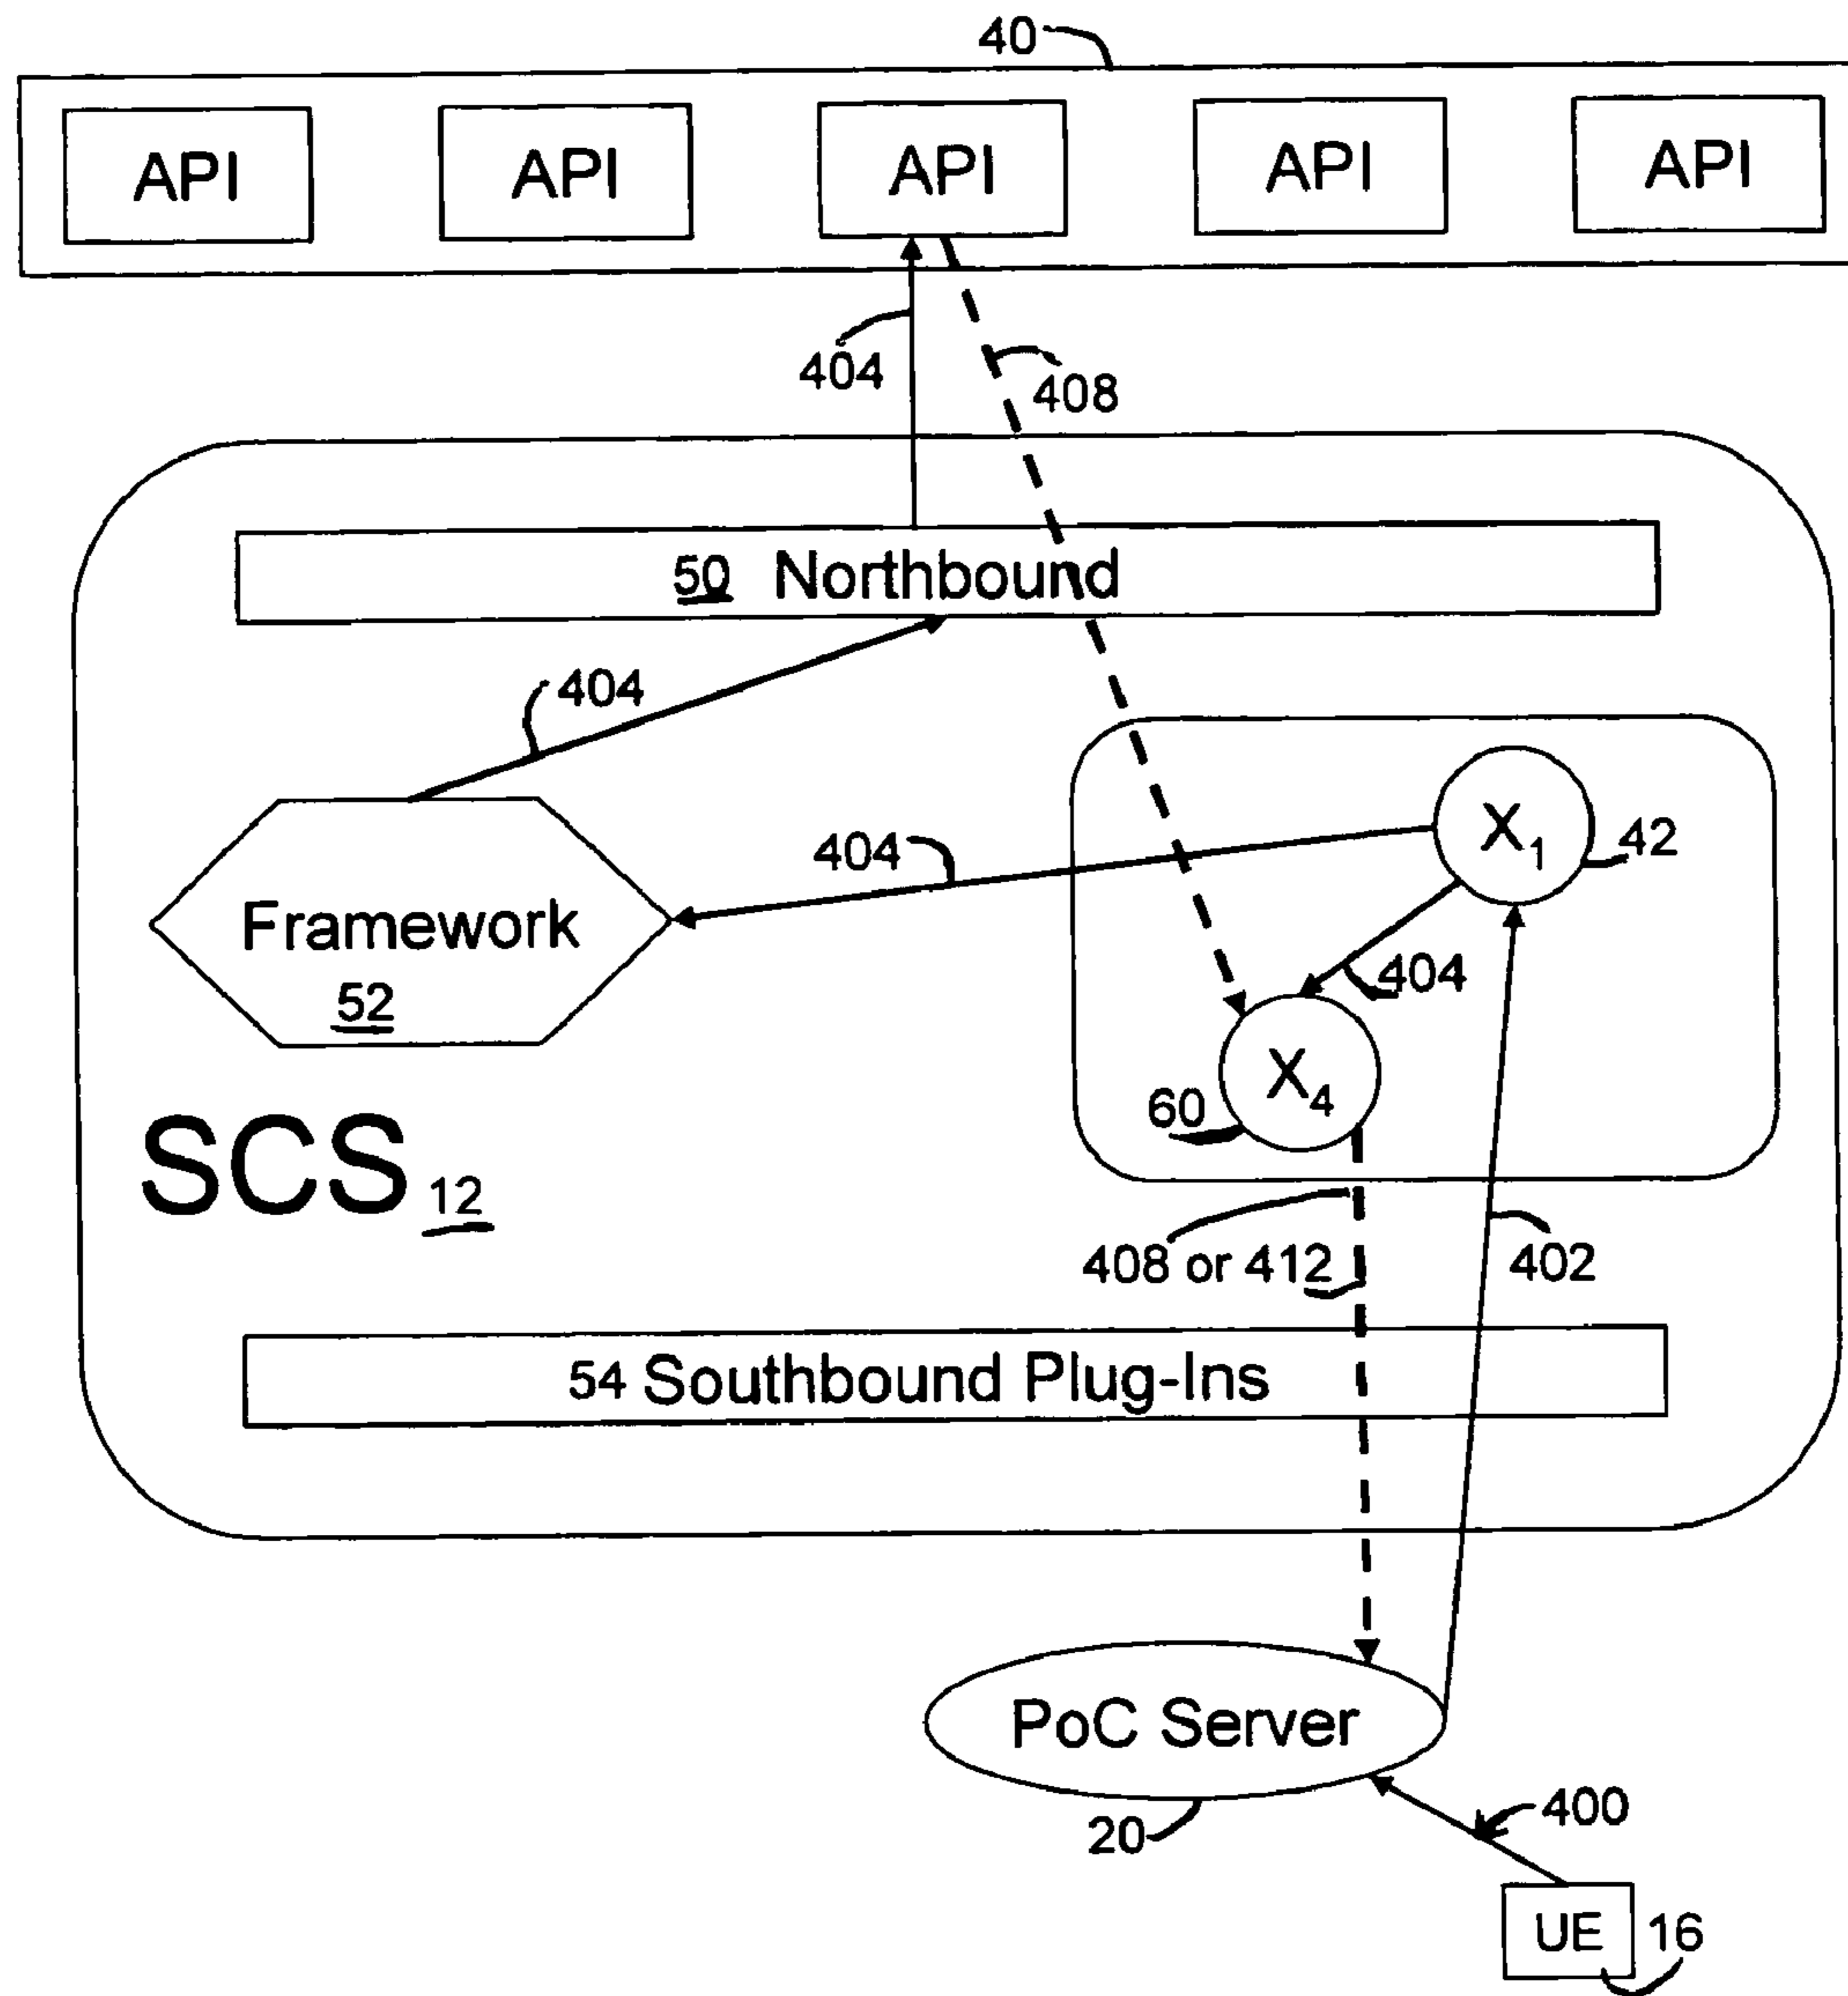 40
API API API API API
404
408
50 Northbound
404
404
X1
42
Framework
52
404
X4
60
SCS 12
408 or 412
402
54 Southbound Plug-Ins
PoC Server
20
400
UE 16